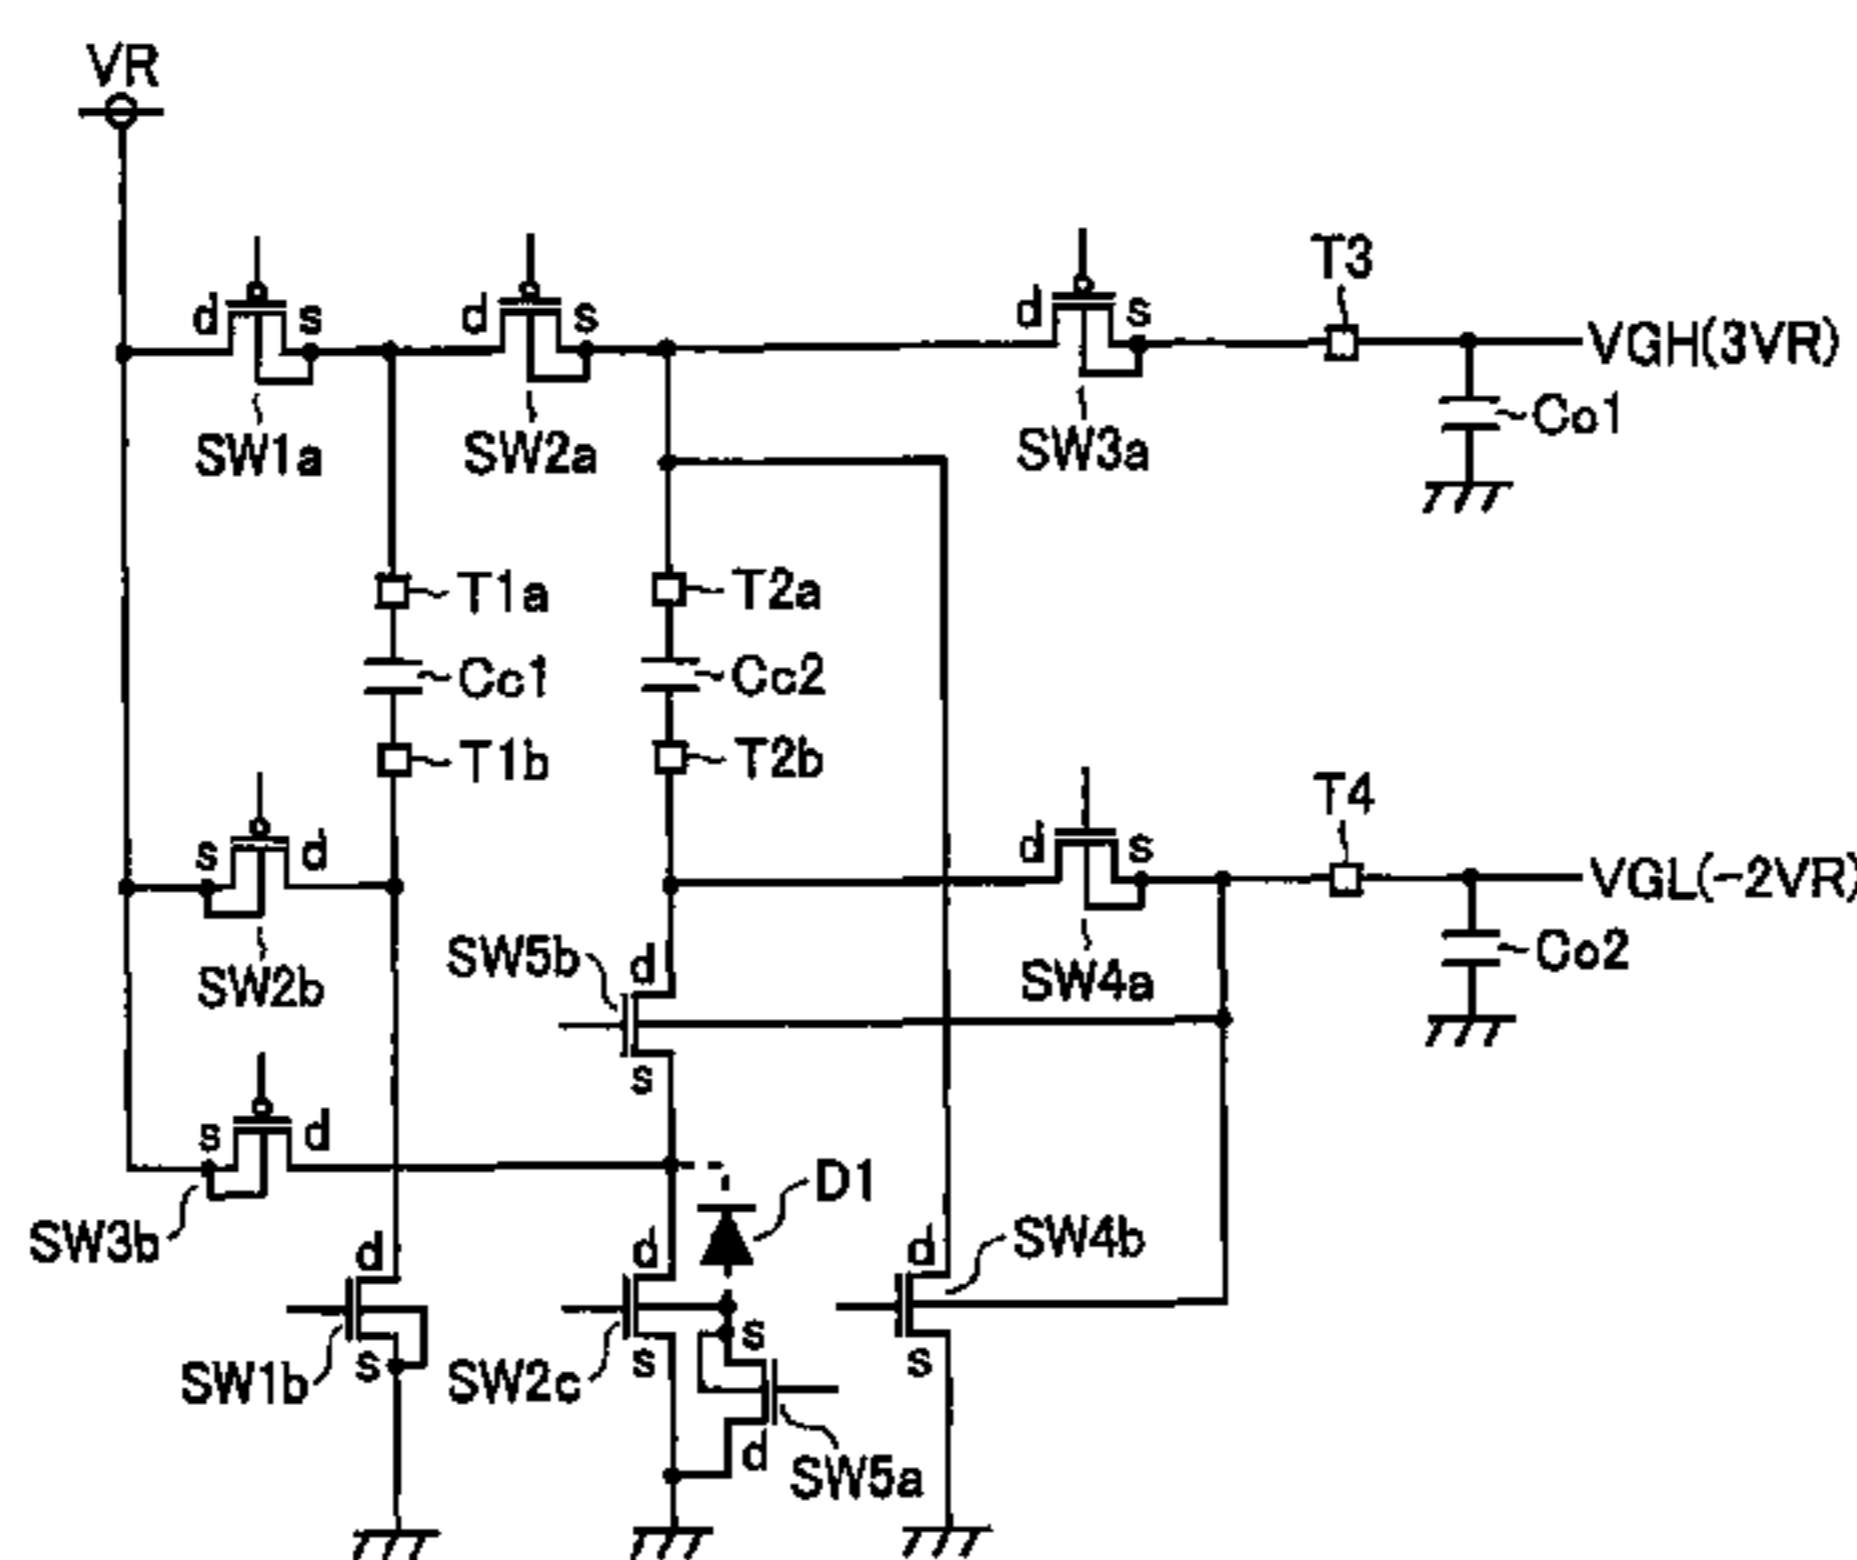 VR
T3
d s
d s
d s
VGH(3VR)
SW1a
SW2a
SW3a
Co1
T1a
T2a
Cc1
Cc2
T1b
T2b
T4
s d
d s
VGL(-2VR)
SW2b
SW5b
d
SW4a
Co2
s
s d
D1
SW3b
d
d
d
SW4b
s
SW1b
s
SW2c
s
s
d
SW5a